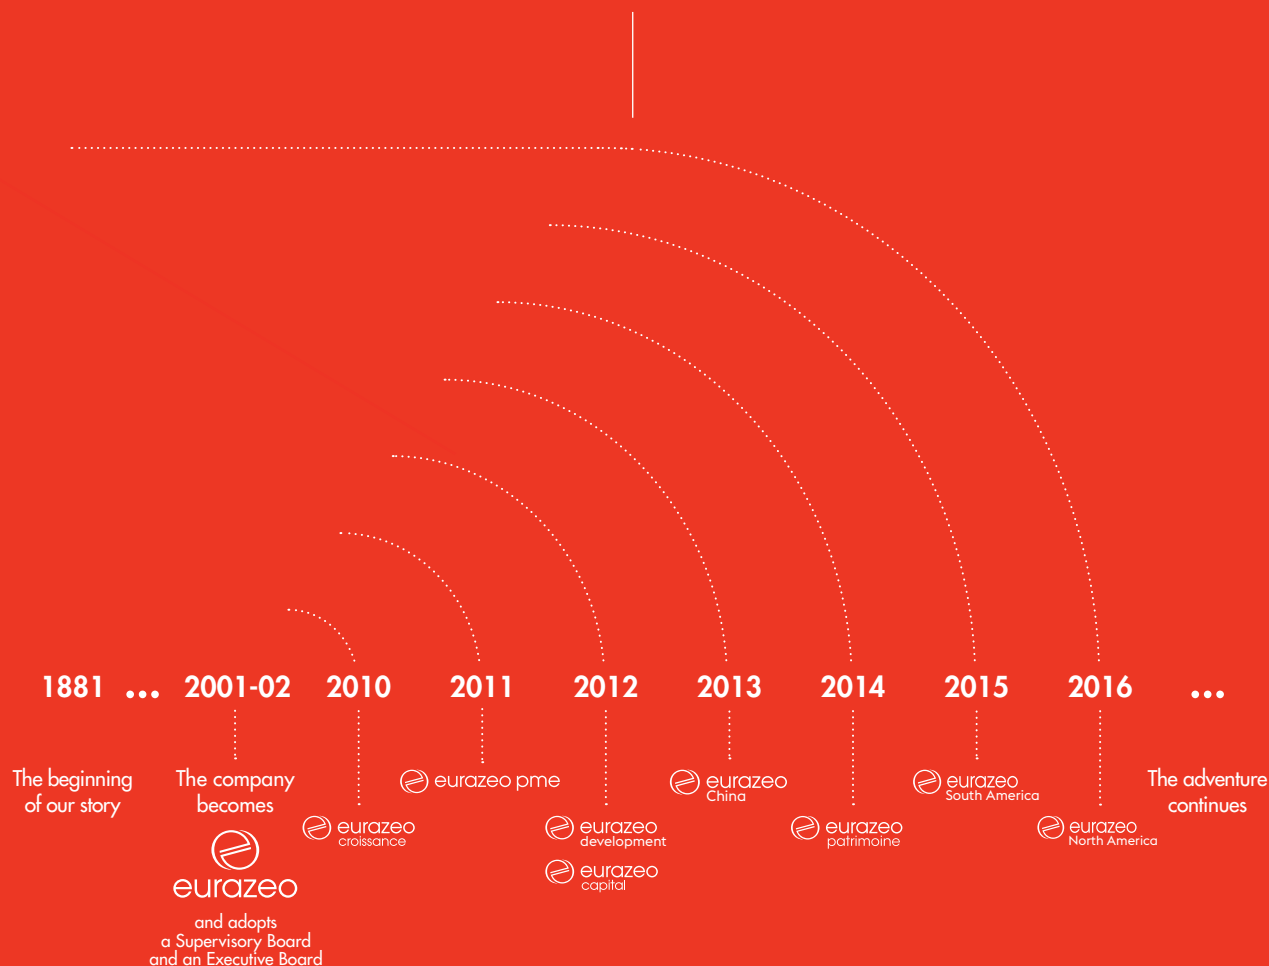 1881 ... 2001-02 2010 2011 2012 2013 2014 2015 2016 ...
The beginning
of our story
The company
becomes
eurazeo
and adopts
a Supervisory Board
and an Executive Board
eurazeo
croissance
eurazeo pme
eurazeo
development
eurazeo
capital
eurazeo
China
eurazeo
patrimoine
eurazeo
South America
eurazeo
North America
The adventure
continues